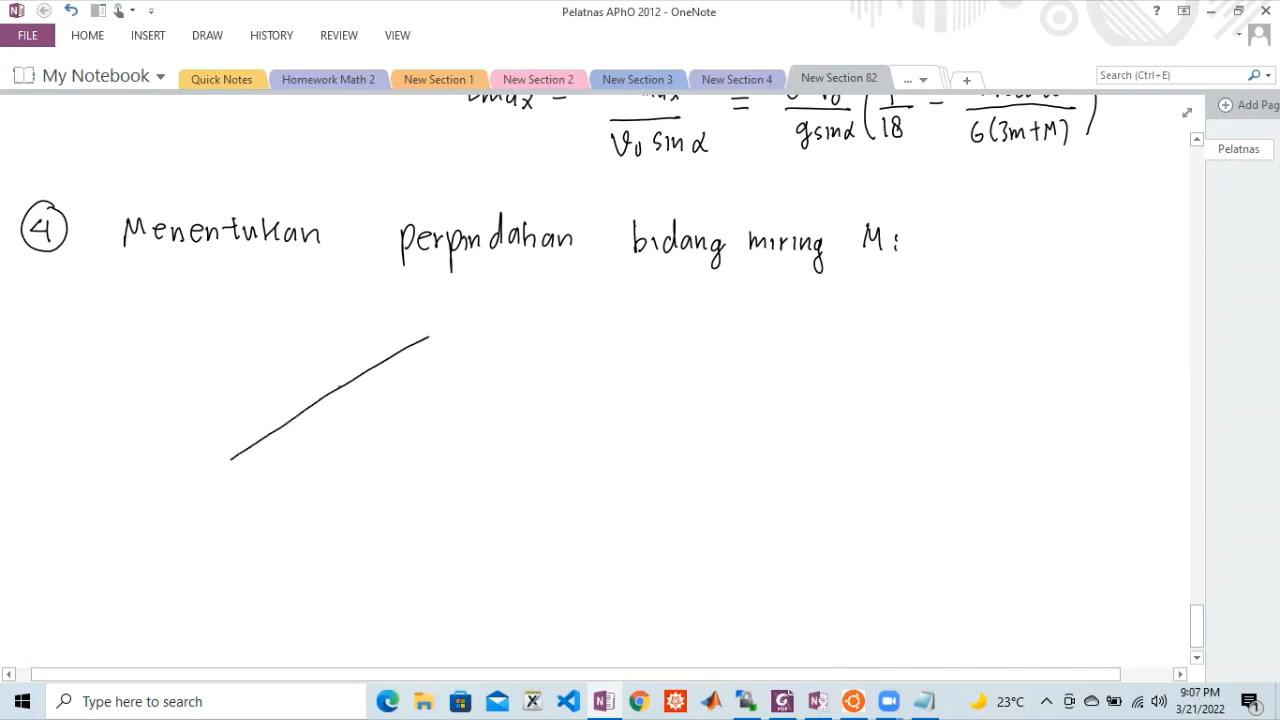 Pelatnas APhO 2012 - OneNote
FILE HOME INSERT DRAW HISTORY REVIEW VIEW
My Notebook Quick Notes Homework Math 2 New Section 1 New Section 2 New Section 3 New Section 4 New Section 82 ... + Search (Ctrl+E)
Add Pag
Pelatnas
=
v₀ sin α g sinα ( 18 - 6(3m+M) )
④ Menentukan perpindahan bidang miring M:
Type here to search 23°C 9:07 PM
3/21/2022 1